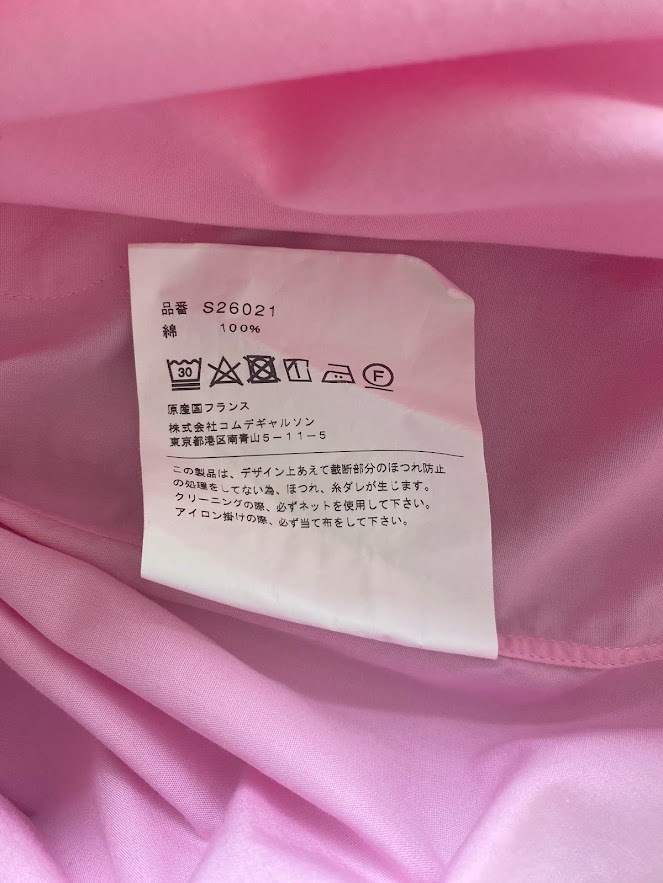 品番 S26021
綿 100%
30 F
原産国フランス
株式会社コムデギャルソン
東京都港区南青山5-11-5
この製品は、デザイン上あえて裁断部分のほつれ防止
の処理をしてない為、ほつれ、糸ダレが生じます。
クリーニングの際、必ずネットを使用して下さい。
アイロン掛けの際、必ず当て布をして下さい。